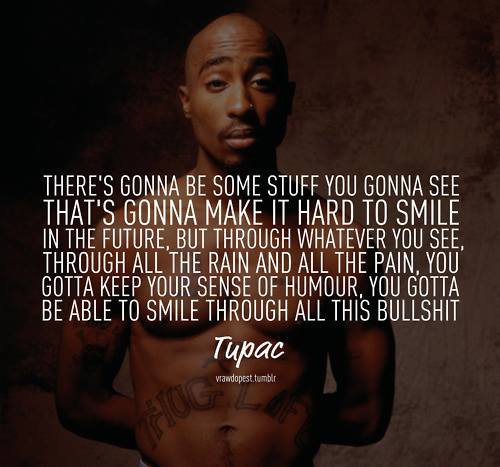 THERE'S GONNA BE SOME STUFF YOU GONNA SEE
THAT'S GONNA MAKE IT HARD TO SMILE
IN THE FUTURE, BUT THROUGH WHATEVER YOU SEE,
THROUGH ALL THE RAIN AND ALL THE PAIN, YOU
GOTTA KEEP YOUR SENSE OF HUMOUR, YOU GOTTA
BE ABLE TO SMILE THROUGH ALL THIS BULLSHIT
Tupac
vrawdopest.tumblr
THUG LIFE